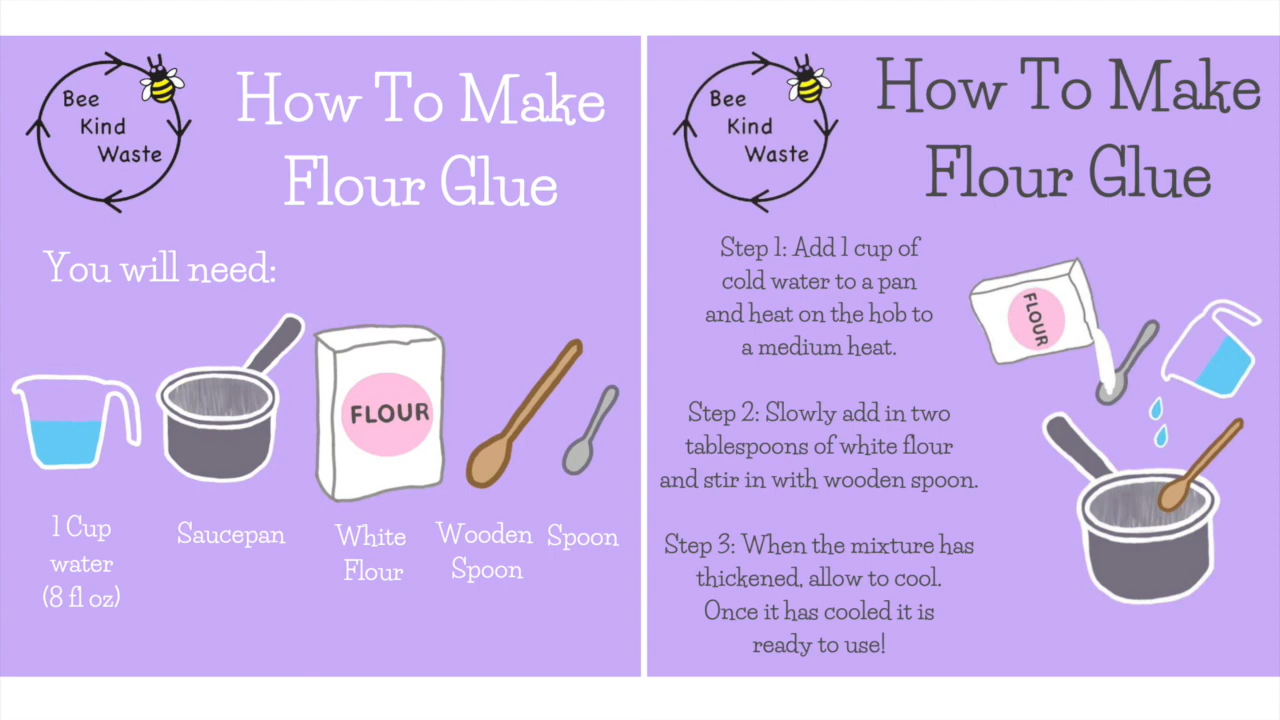 Bee
Kind
Waste
How To Make
Flour Glue
You will need:
FLOUR
1 Cup
water
(8 fl oz)
Saucepan
White
Flour
Wooden
Spoon
Spoon
Bee
Kind
Waste
How To Make
Flour Glue
Step 1: Add 1 cup of
cold water to a pan
and heat on the hob to
a medium heat.
Step 2: Slowly add in two
tablespoons of white flour
and stir in with wooden spoon.
Step 3: When the mixture has
thickened, allow to cool.
Once it has cooled it is
ready to use!
FLOUR